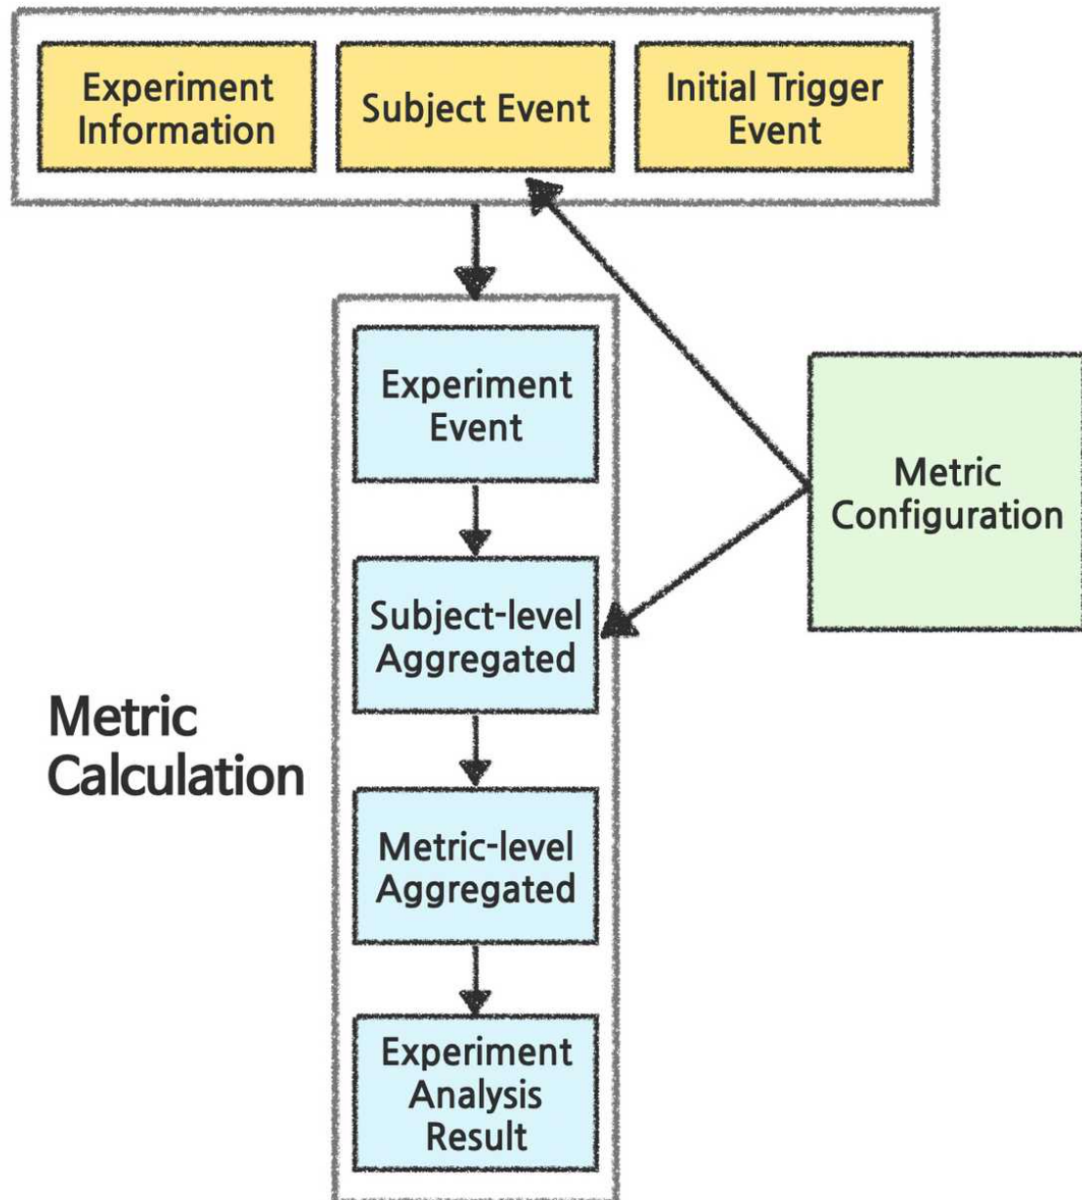 Experiment
Information
Subject Event
Initial Trigger
Event
Experiment
Event
Metric
Configuration
Subject-level
Aggregated
Metric
Calculation
Metric-level
Aggregated
Experiment
Analysis
Result